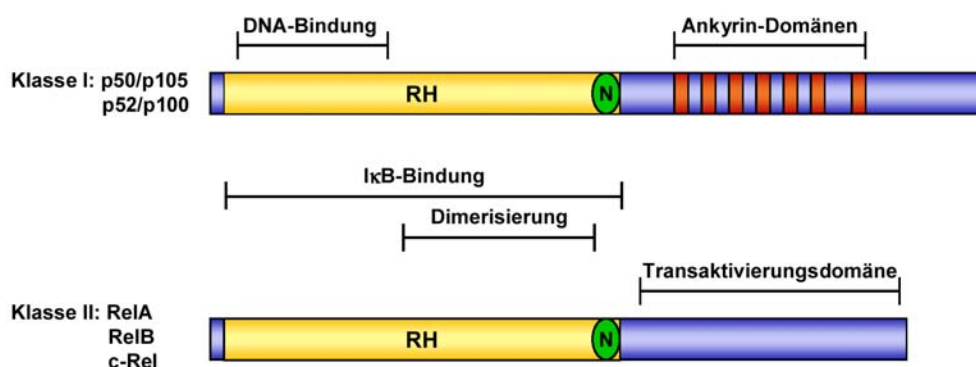 DNA-Bindung
Ankyrin-Domänen
Klasse I: p50/p105
p52/p100
RH
N
IκB-Bindung
Dimerisierung
Transaktivierungsdomäne
Klasse II: RelA
RelB
c-Rel
RH
N